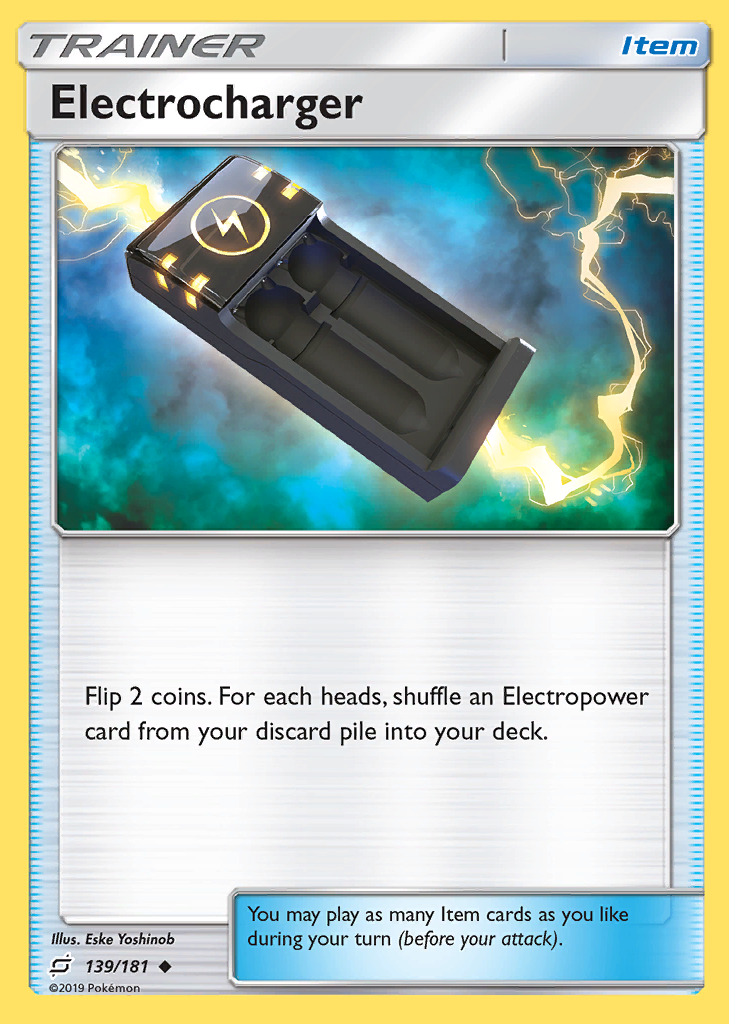 TRAINER
Item
Electrocharger
Flip 2 coins. For each heads, shuffle an Electropower
card from your discard pile into your deck.
You may play as many Item cards as you like
during your turn (before your attack).
Illus. Eske Yoshinob
139/181
©2019 Pokémon